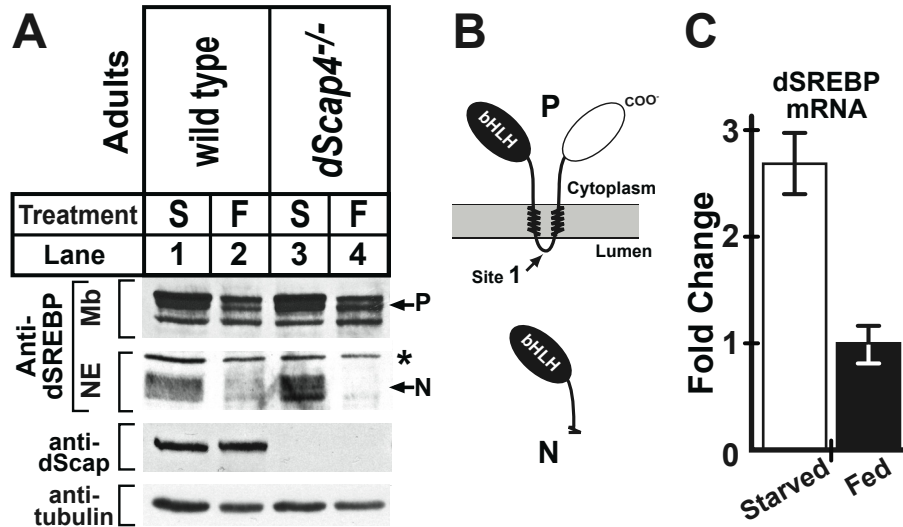 A
Adults
wild type
dScap4-/-
Treatment S F S F
Lane 1 2 3 4
Anti-
dSREBP
Mb
P
NE
*
N
anti-
dScap
anti-
tubulin
B
bHLH
P
COO-
Cytoplasm
Lumen
Site 1
bHLH
N
C
dSREBP
mRNA
Fold Change
3
2
1
0
Starved
Fed